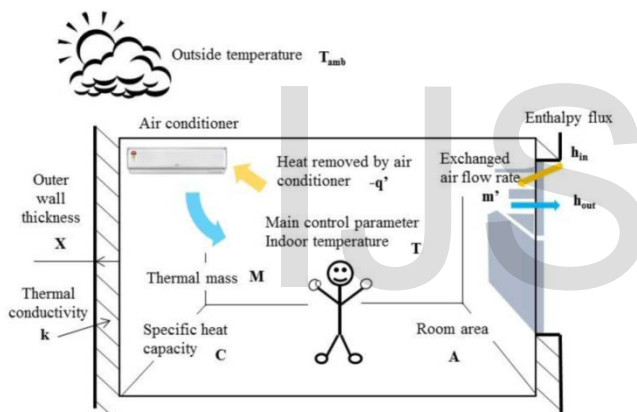 Outside temperature T_amb
Air conditioner
Enthalpy flux
h_in
Heat removed by air
conditioner -q'
Exchanged
air flow rate
m'
h_out
Outer
wall
thickness
X
Main control parameter
Indoor temperature T
Thermal mass M
Thermal
conductivity
k
Specific heat
capacity C
Room area
A
IJS